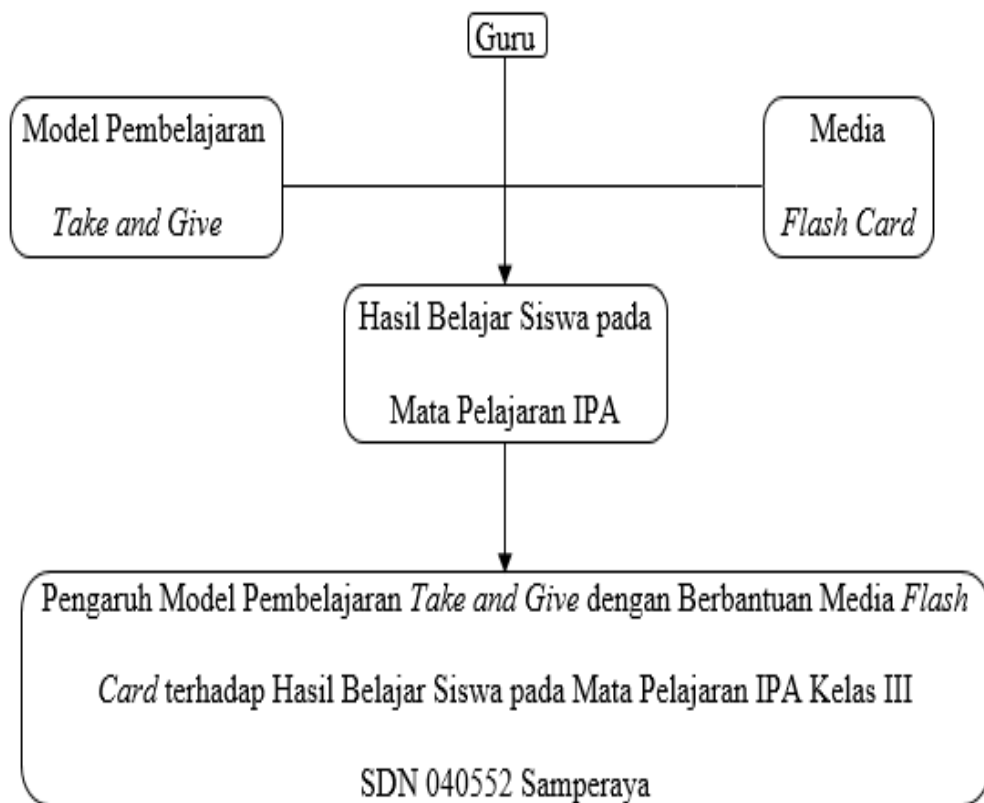 Guru
Model Pembelajaran
Take and Give
Media
Flash Card
Hasil Belajar Siswa pada
Mata Pelajaran IPA
Pengaruh Model Pembelajaran Take and Give dengan Berbantuan Media Flash
Card terhadap Hasil Belajar Siswa pada Mata Pelajaran IPA Kelas III
SDN 040552 Samperaya